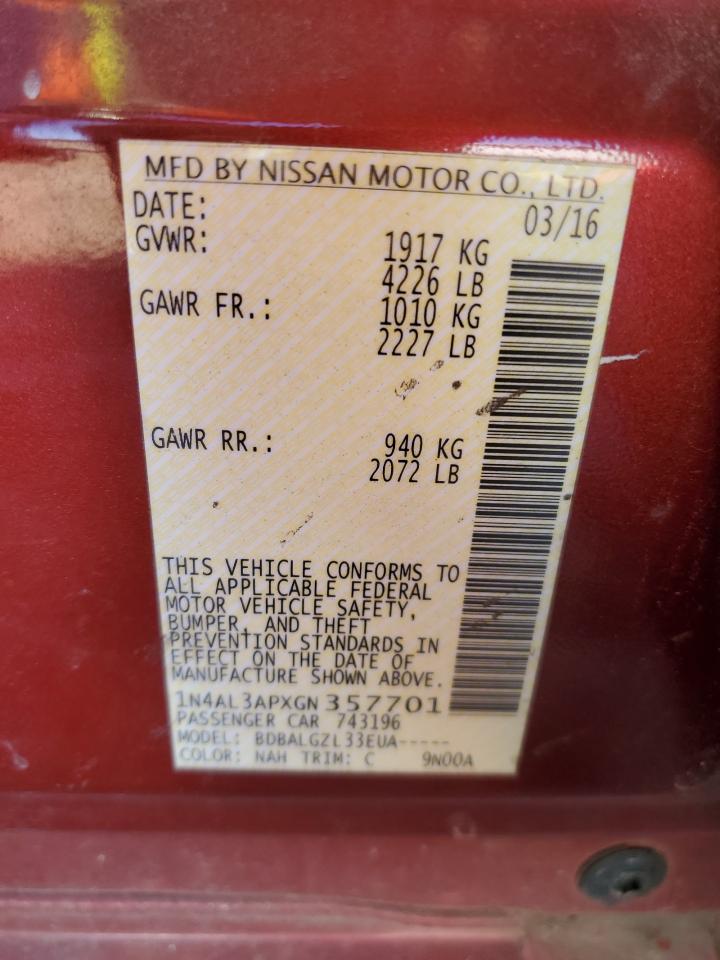 MFD BY NISSAN MOTOR CO., LTD.
DATE: 03/16
GVWR: 1917 KG
4226 LB
GAWR FR.: 1010 KG
2227 LB
GAWR RR.: 940 KG
2072 LB
THIS VEHICLE CONFORMS TO
ALL APPLICABLE FEDERAL
MOTOR VEHICLE SAFETY,
BUMPER, AND THEFT
PREVENTION STANDARDS IN
EFFECT ON THE DATE OF
MANUFACTURE SHOWN ABOVE.
1N4AL3APXGN357701
PASSENGER CAR 743196
MODEL: BDBALGZL33EUA-----
COLOR: NAH TRIM: C 9N00A